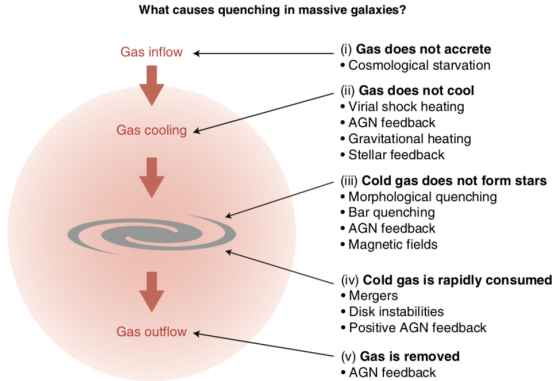 What causes quenching in massive galaxies?
Gas inflow
(i) Gas does not accrete
• Cosmological starvation
Gas cooling
(ii) Gas does not cool
• Virial shock heating
• AGN feedback
• Gravitational heating
• Stellar feedback
(iii) Cold gas does not form stars
• Morphological quenching
• Bar quenching
• AGN feedback
• Magnetic fields
(iv) Cold gas is rapidly consumed
• Mergers
• Disk instabilities
• Positive AGN feedback
Gas outflow
(v) Gas is removed
• AGN feedback